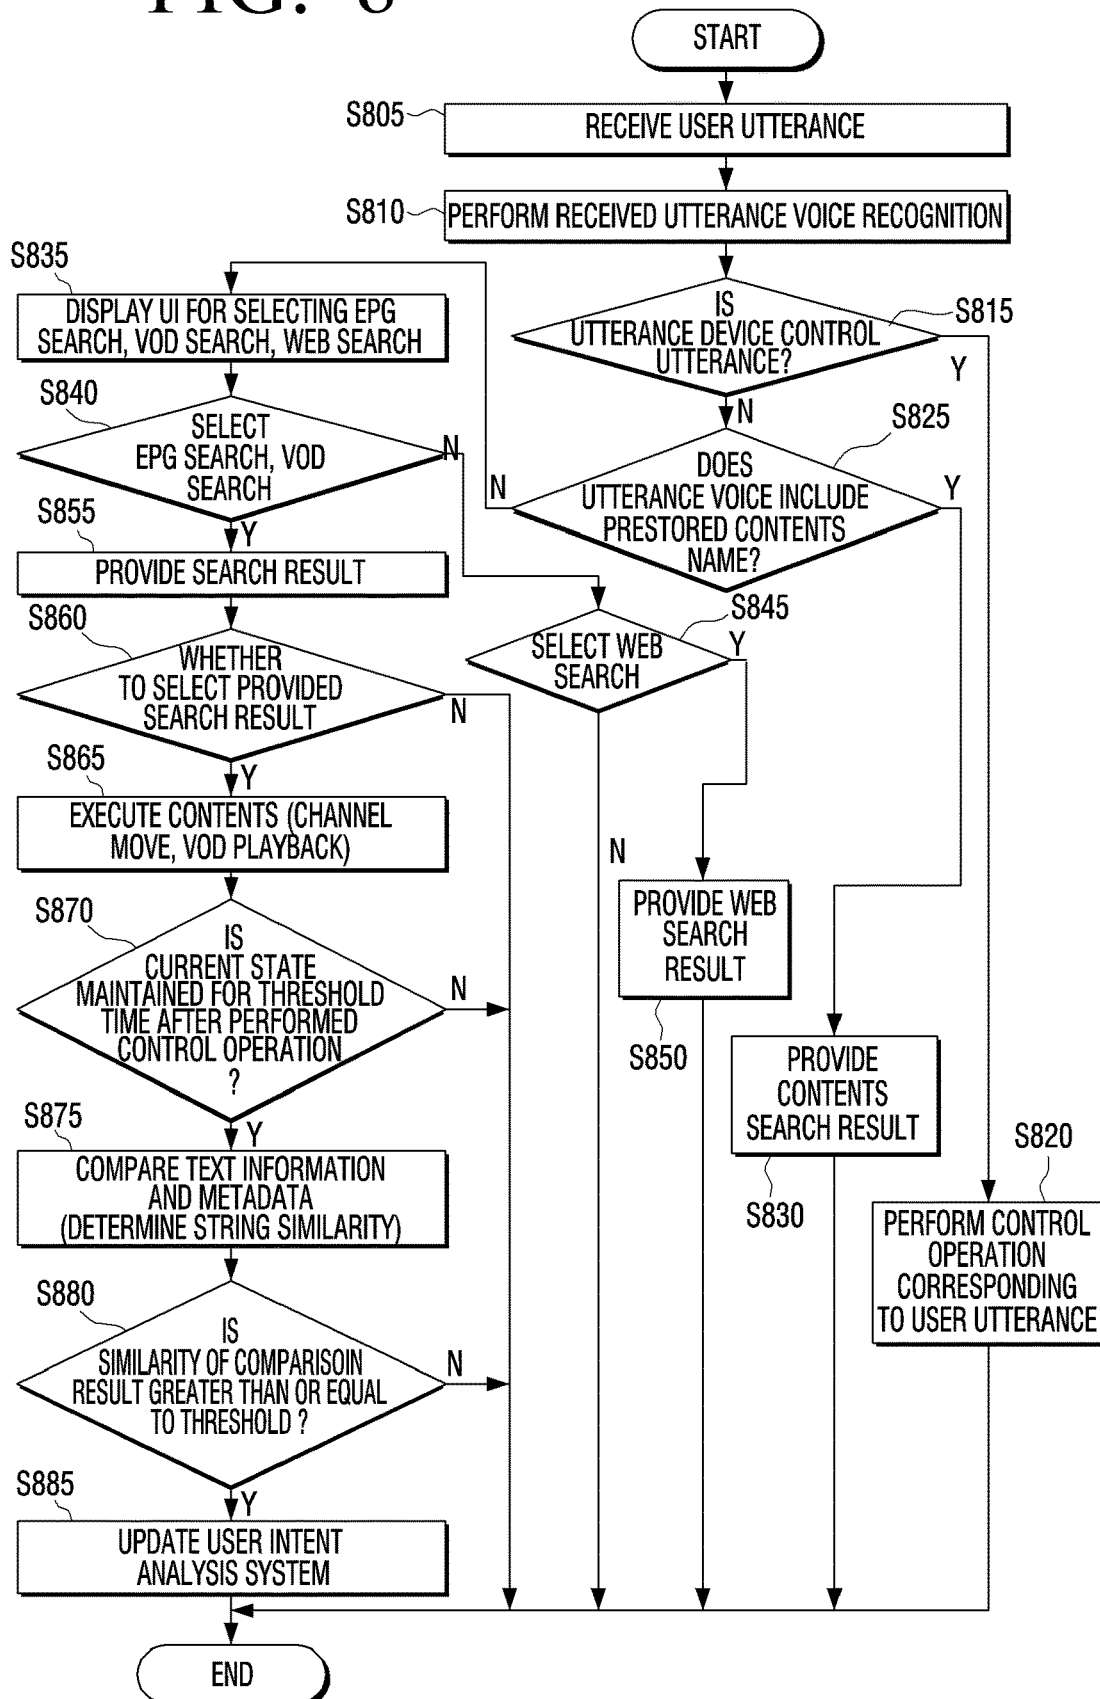 FIG. 8
START
S805
RECEIVE USER UTTERANCE
S810
PERFORM RECEIVED UTTERANCE VOICE RECOGNITION
S815
IS
UTTERANCE DEVICE CONTROL
UTTERANCE?
Y
N
S825
DOES
UTTERANCE VOICE INCLUDE
PRESTORED CONTENTS
NAME?
N
Y
S835
DISPLAY UI FOR SELECTING EPG
SEARCH, VOD SEARCH, WEB SEARCH
S840
SELECT
EPG SEARCH, VOD
SEARCH
N
Y
S855
PROVIDE SEARCH RESULT
S845
SELECT WEB
SEARCH
Y
N
S860
WHETHER
TO SELECT PROVIDED
SEARCH RESULT
N
Y
S865
EXECUTE CONTENTS (CHANNEL
MOVE, VOD PLAYBACK)
S870
IS
CURRENT STATE
MAINTAINED FOR THRESHOLD
TIME AFTER PERFORMED
CONTROL OPERATION
?
N
Y
PROVIDE WEB
SEARCH
RESULT
S850
PROVIDE
CONTENTS
SEARCH RESULT
S830
S820
PERFORM CONTROL
OPERATION
CORRESPONDING
TO USER UTTERANCE
S875
COMPARE TEXT INFORMATION
AND METADATA
(DETERMINE STRING SIMILARITY)
S880
IS
SIMILARITY OF COMPARISOIN
RESULT GREATER THAN OR EQUAL
TO THRESHOLD ?
N
Y
S885
UPDATE USER INTENT
ANALYSIS SYSTEM
END